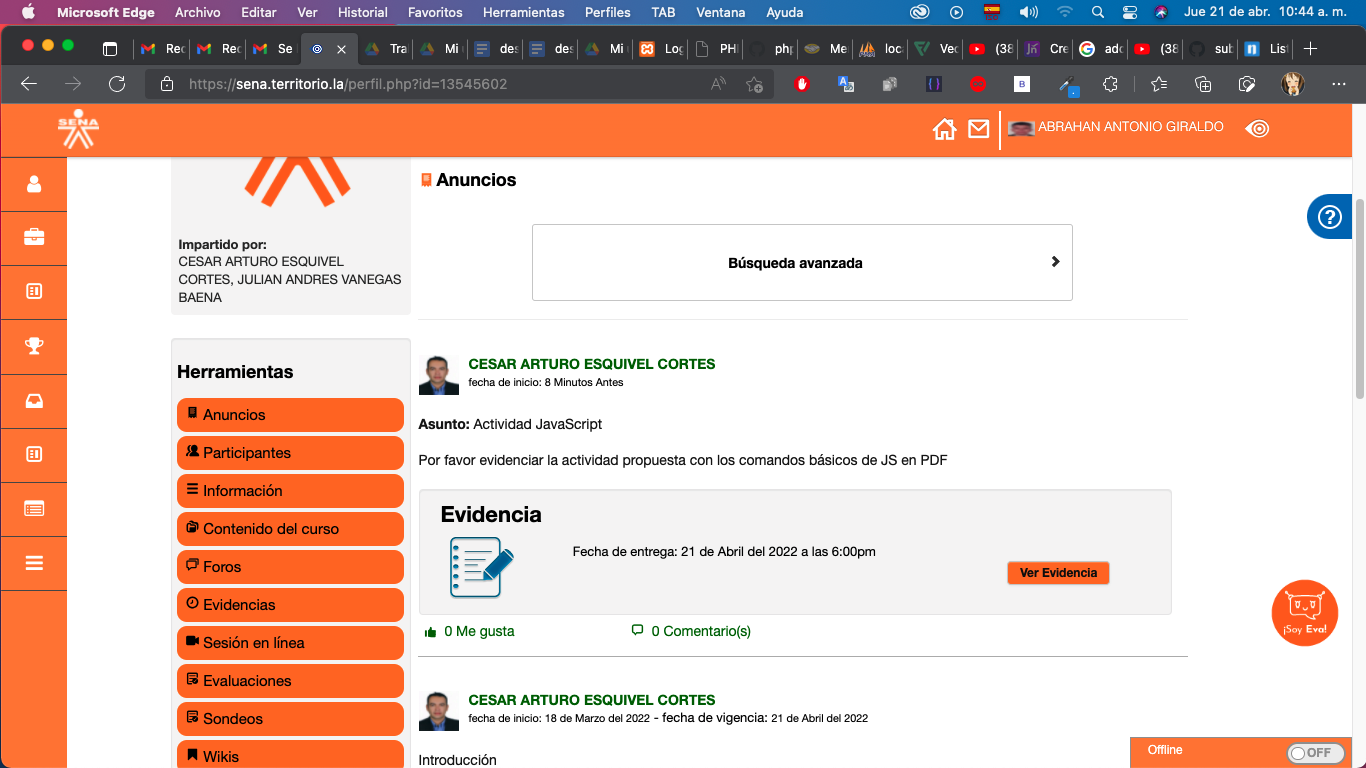 Microsoft Edge Archivo Editar Ver Historial Favoritos Herramientas Perfiles TAB Ventana Ayuda Jue 21 de abr. 10:44 a. m.
Rec Rec Se Tra Mi des des Mi Log PHI php Me loc Vec (38 Cre ado (38 sub List
https://sena.territorio.la/perfil.php?id=13545602
SENA
ABRAHAN ANTONIO GIRALDO
Impartido por:
CESAR ARTURO ESQUIVEL
CORTES, JULIAN ANDRES VANEGAS
BAENA
Herramientas
Anuncios
Participantes
Información
Contenido del curso
Foros
Evidencias
Sesión en línea
Evaluaciones
Sondeos
Wikis
Anuncios
Búsqueda avanzada
CESAR ARTURO ESQUIVEL CORTES
fecha de inicio: 8 Minutos Antes
Asunto: Actividad JavaScript
Por favor evidenciar la actividad propuesta con los comandos básicos de JS en PDF
Evidencia
Fecha de entrega: 21 de Abril del 2022 a las 6:00pm
Ver Evidencia
0 Me gusta 0 Comentario(s)
CESAR ARTURO ESQUIVEL CORTES
fecha de inicio: 18 de Marzo del 2022 - fecha de vigencia: 21 de Abril del 2022
Introducción
?
¡Soy Eva!
Offline OFF